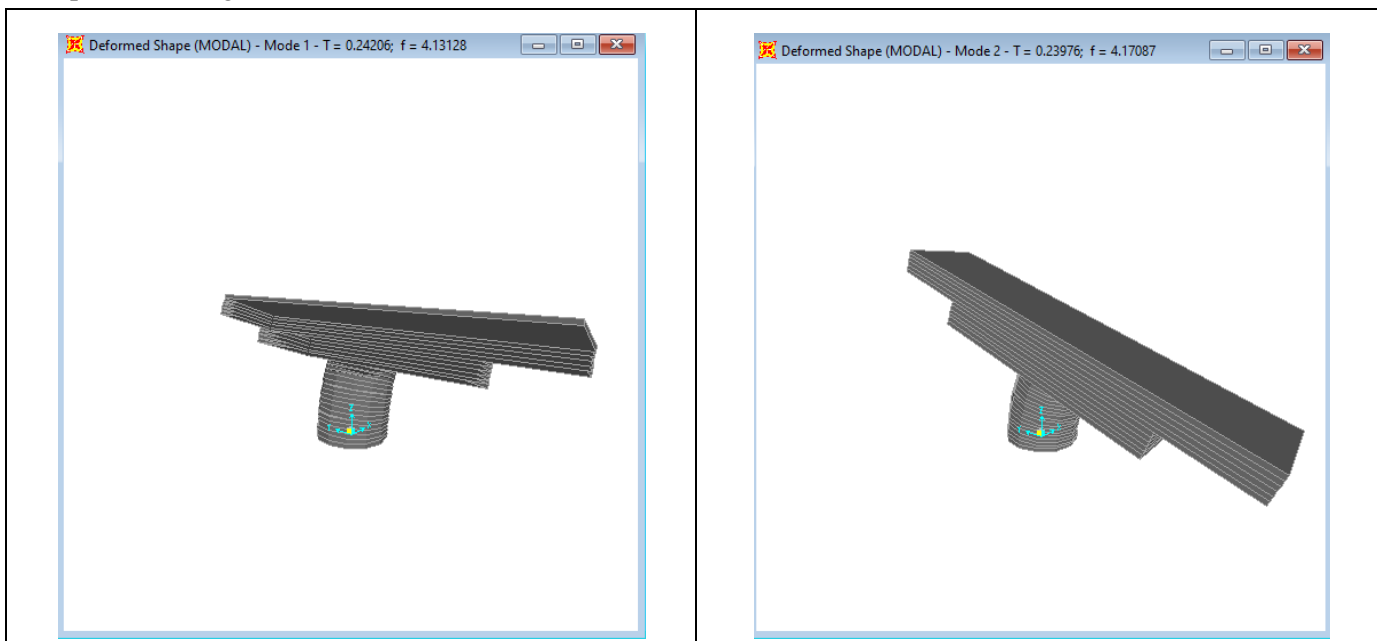 Deformed Shape (MODAL) - Mode 1 - T = 0.24206; f = 4.13128
Deformed Shape (MODAL) - Mode 2 - T = 0.23976; f = 4.17087
Z
Z